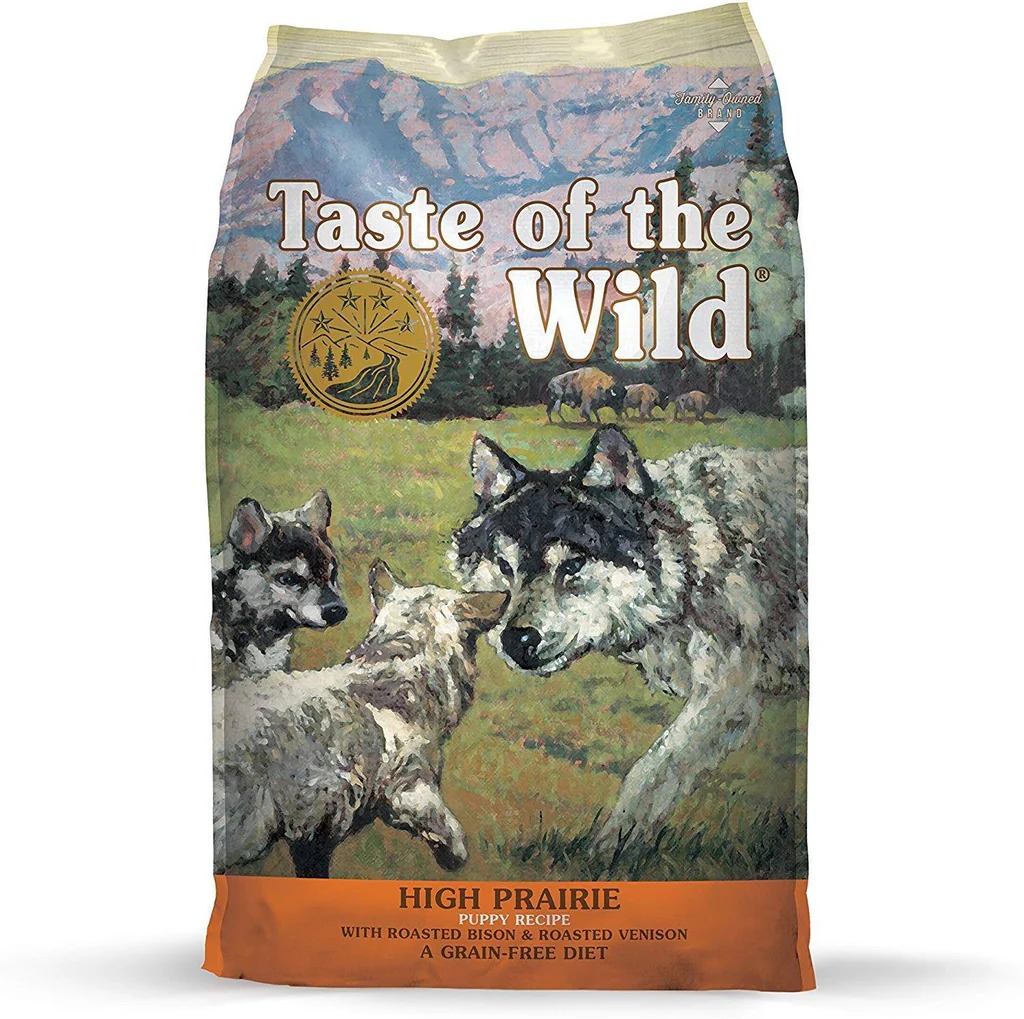 Family-Owned
BRAND
Taste of the
Wild®
HIGH PRAIRIE
PUPPY RECIPE
WITH ROASTED BISON & ROASTED VENISON
A GRAIN-FREE DIET